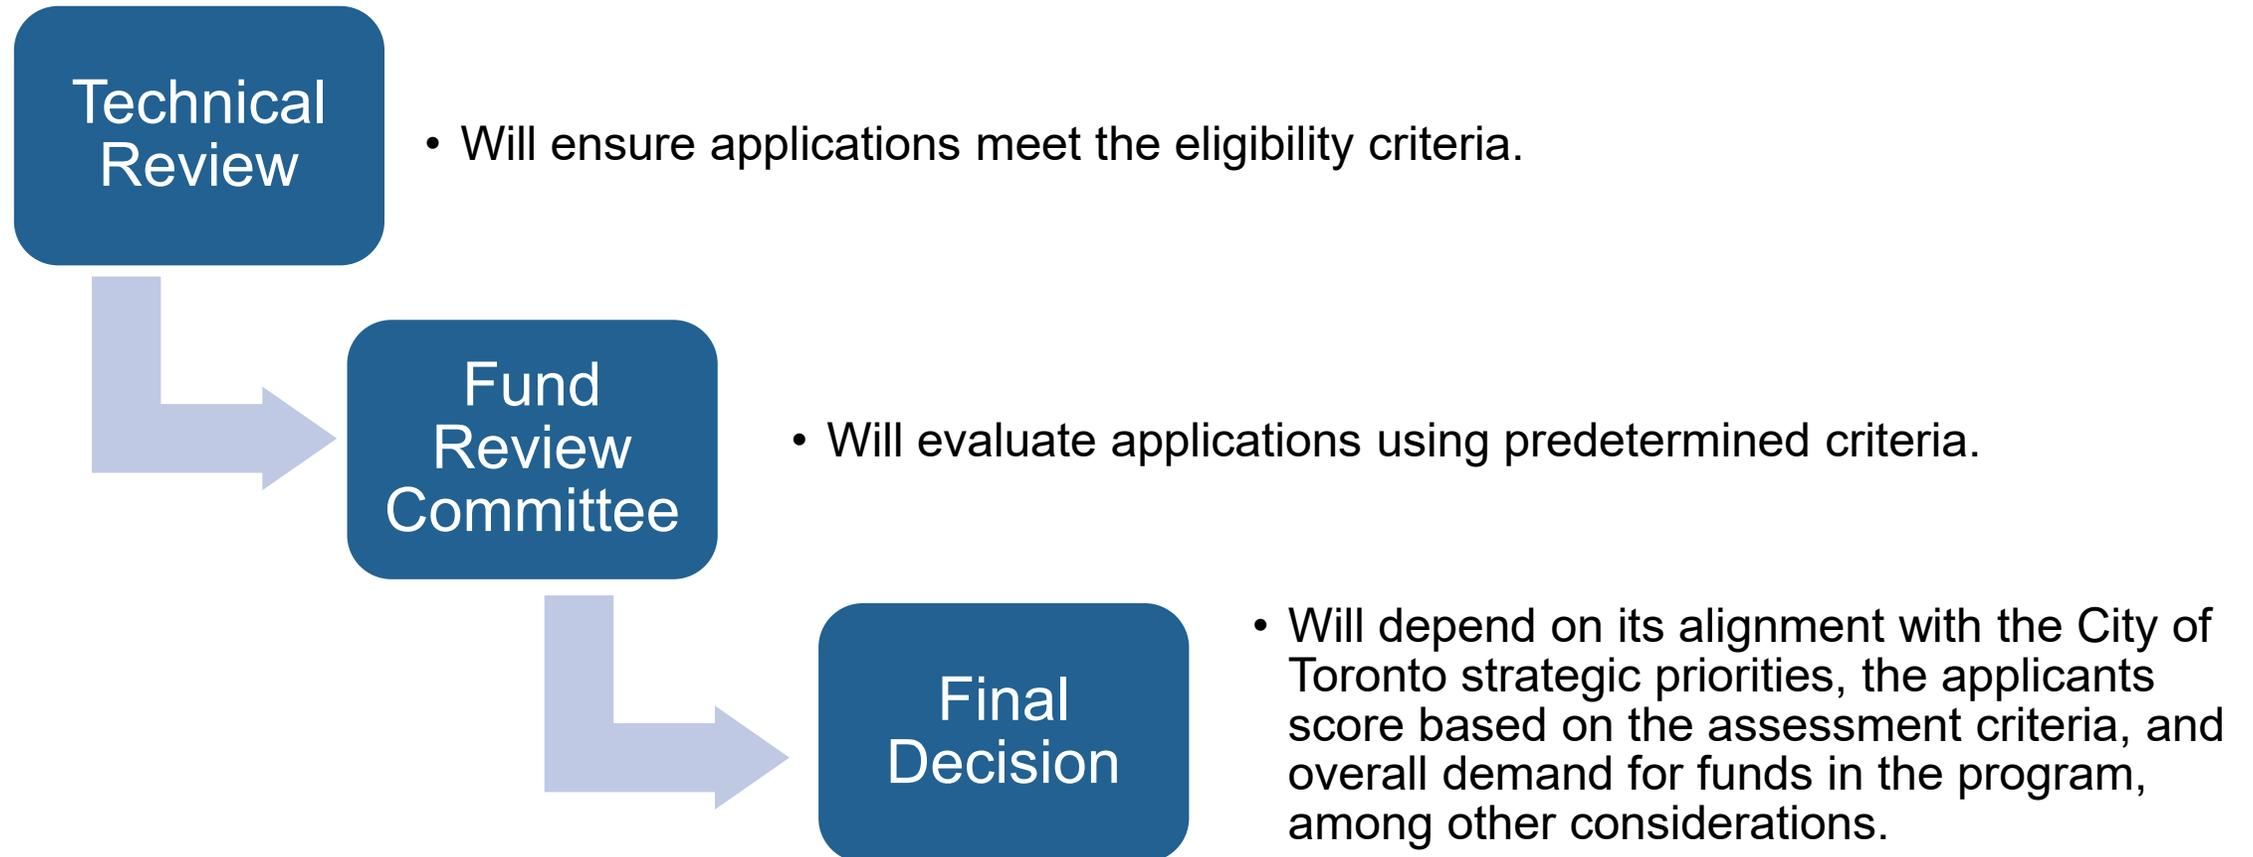 Technical
Review
• Will ensure applications meet the eligibility criteria.
Fund
Review
Committee
• Will evaluate applications using predetermined criteria.
Final
Decision
• Will depend on its alignment with the City of
Toronto strategic priorities, the applicants
score based on the assessment criteria, and
overall demand for funds in the program,
among other considerations.